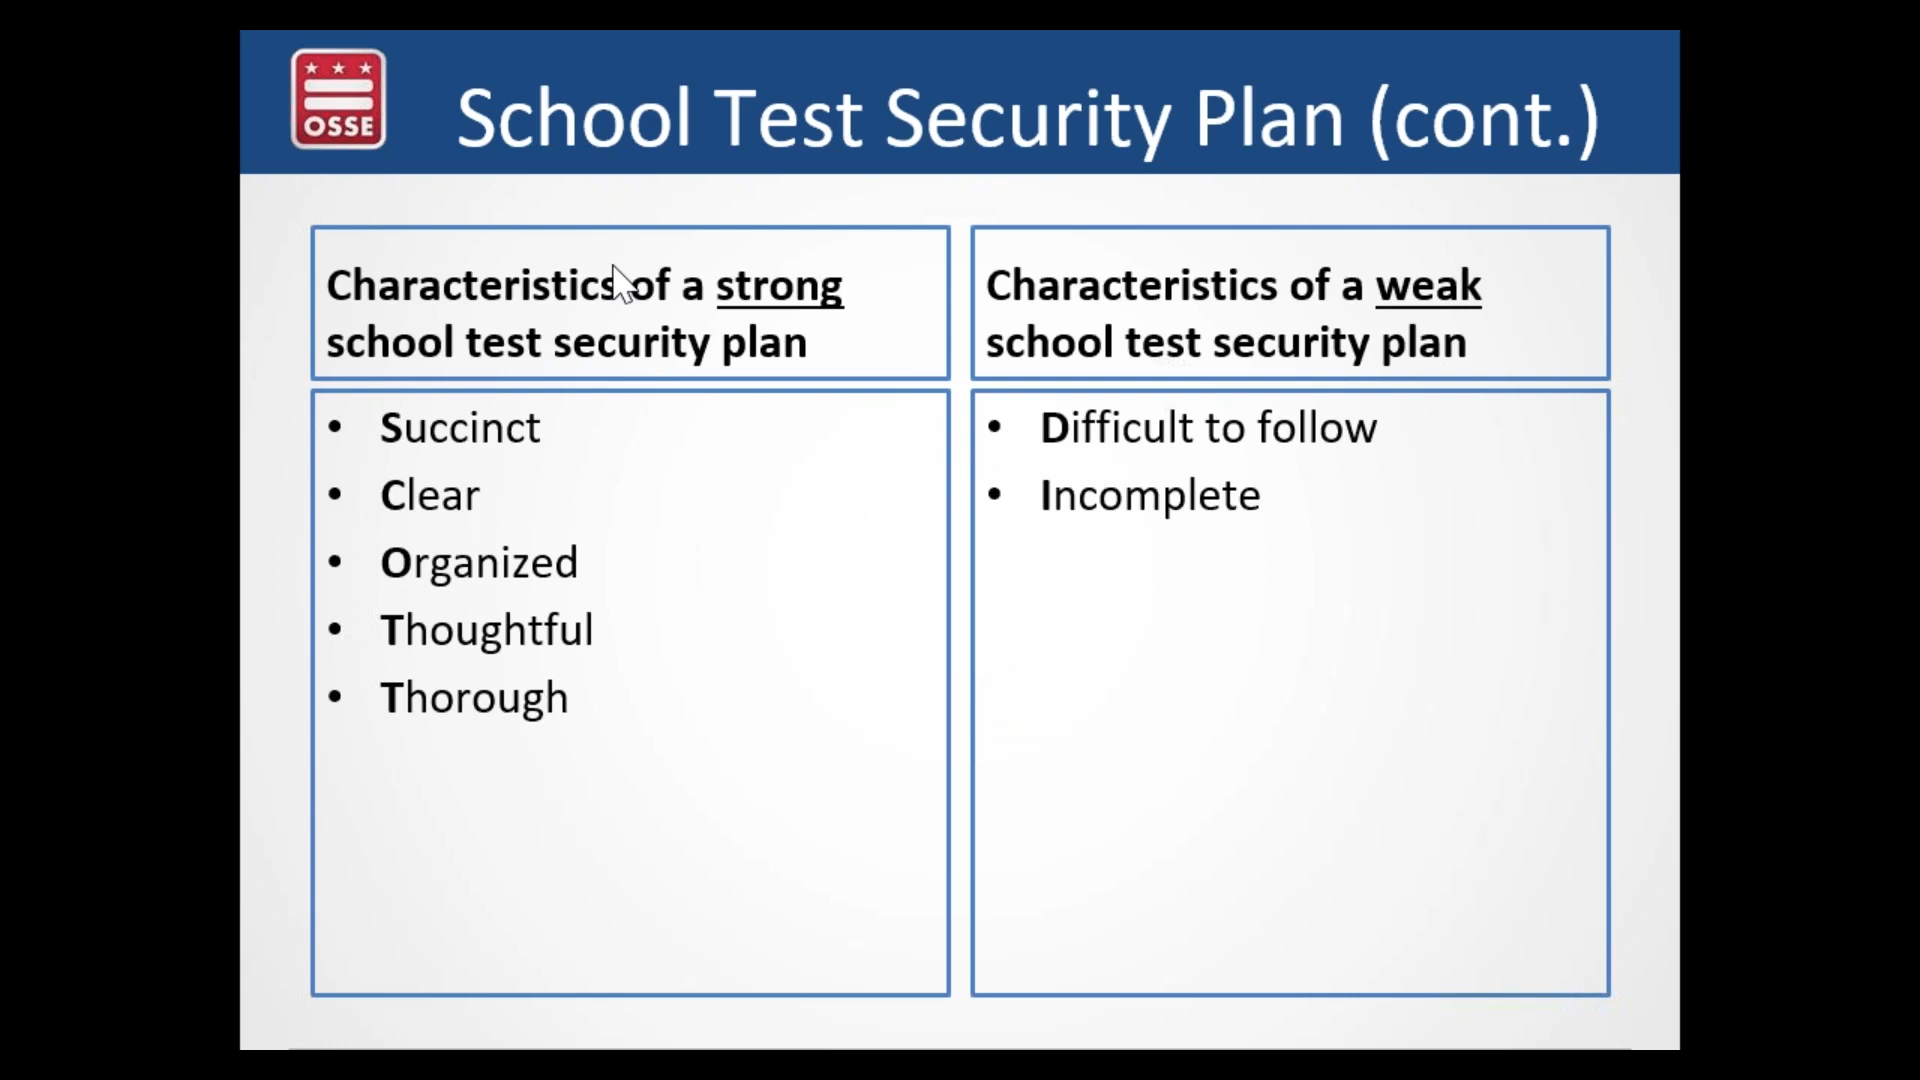 OSSE
School Test Security Plan (cont.)
Characteristics of a strong
school test security plan
• Succinct
• Clear
• Organized
• Thoughtful
• Thorough
Characteristics of a weak
school test security plan
• Difficult to follow
• Incomplete